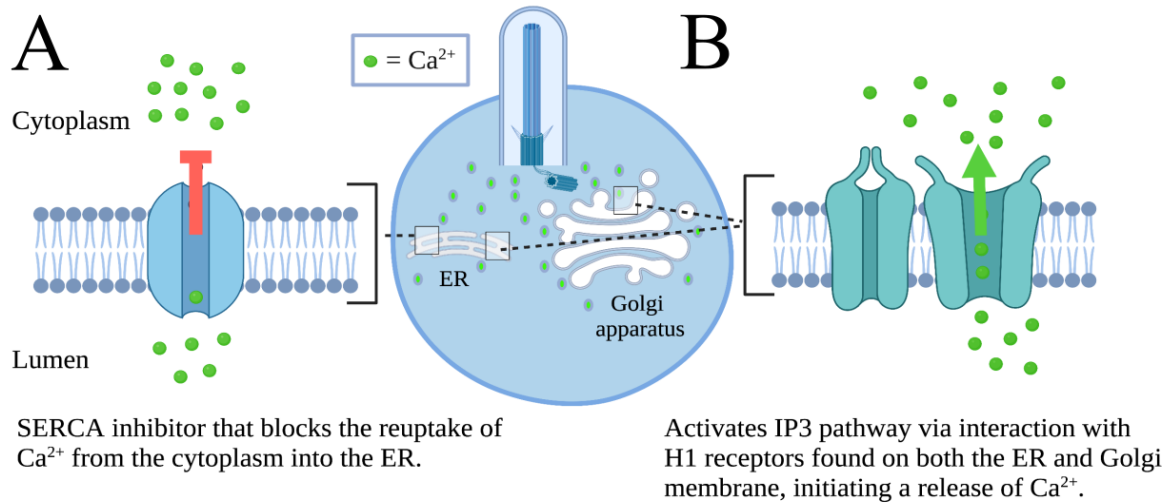 A
= Ca²⁺
B
Cytoplasm
ER
Golgi
apparatus
Lumen
SERCA inhibitor that blocks the reuptake of
Ca²⁺ from the cytoplasm into the ER.
Activates IP3 pathway via interaction with
H1 receptors found on both the ER and Golgi
membrane, initiating a release of Ca²⁺.